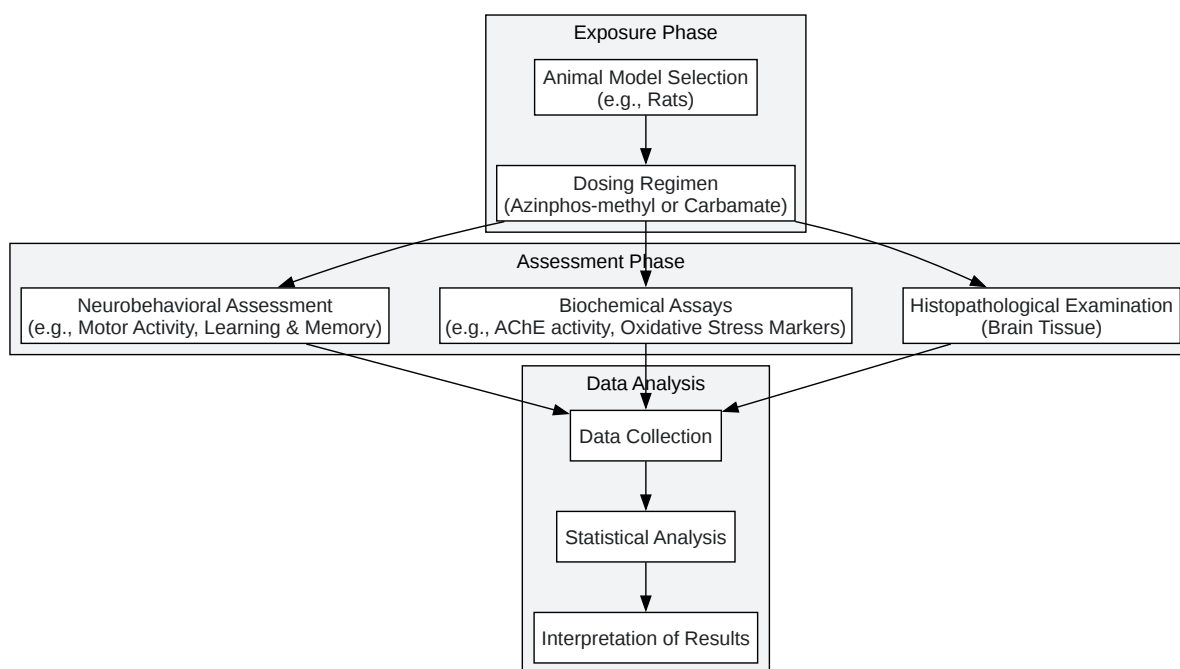 Exposure Phase
Animal Model Selection
(e.g., Rats)
Dosing Regimen
(Azinphos-methyl or Carbamate)
Assessment Phase
Neurobehavioral Assessment
(e.g., Motor Activity, Learning & Memory)
Biochemical Assays
(e.g., AChE activity, Oxidative Stress Markers)
Histopathological Examination
(Brain Tissue)
Data Analysis
Data Collection
Statistical Analysis
Interpretation of Results